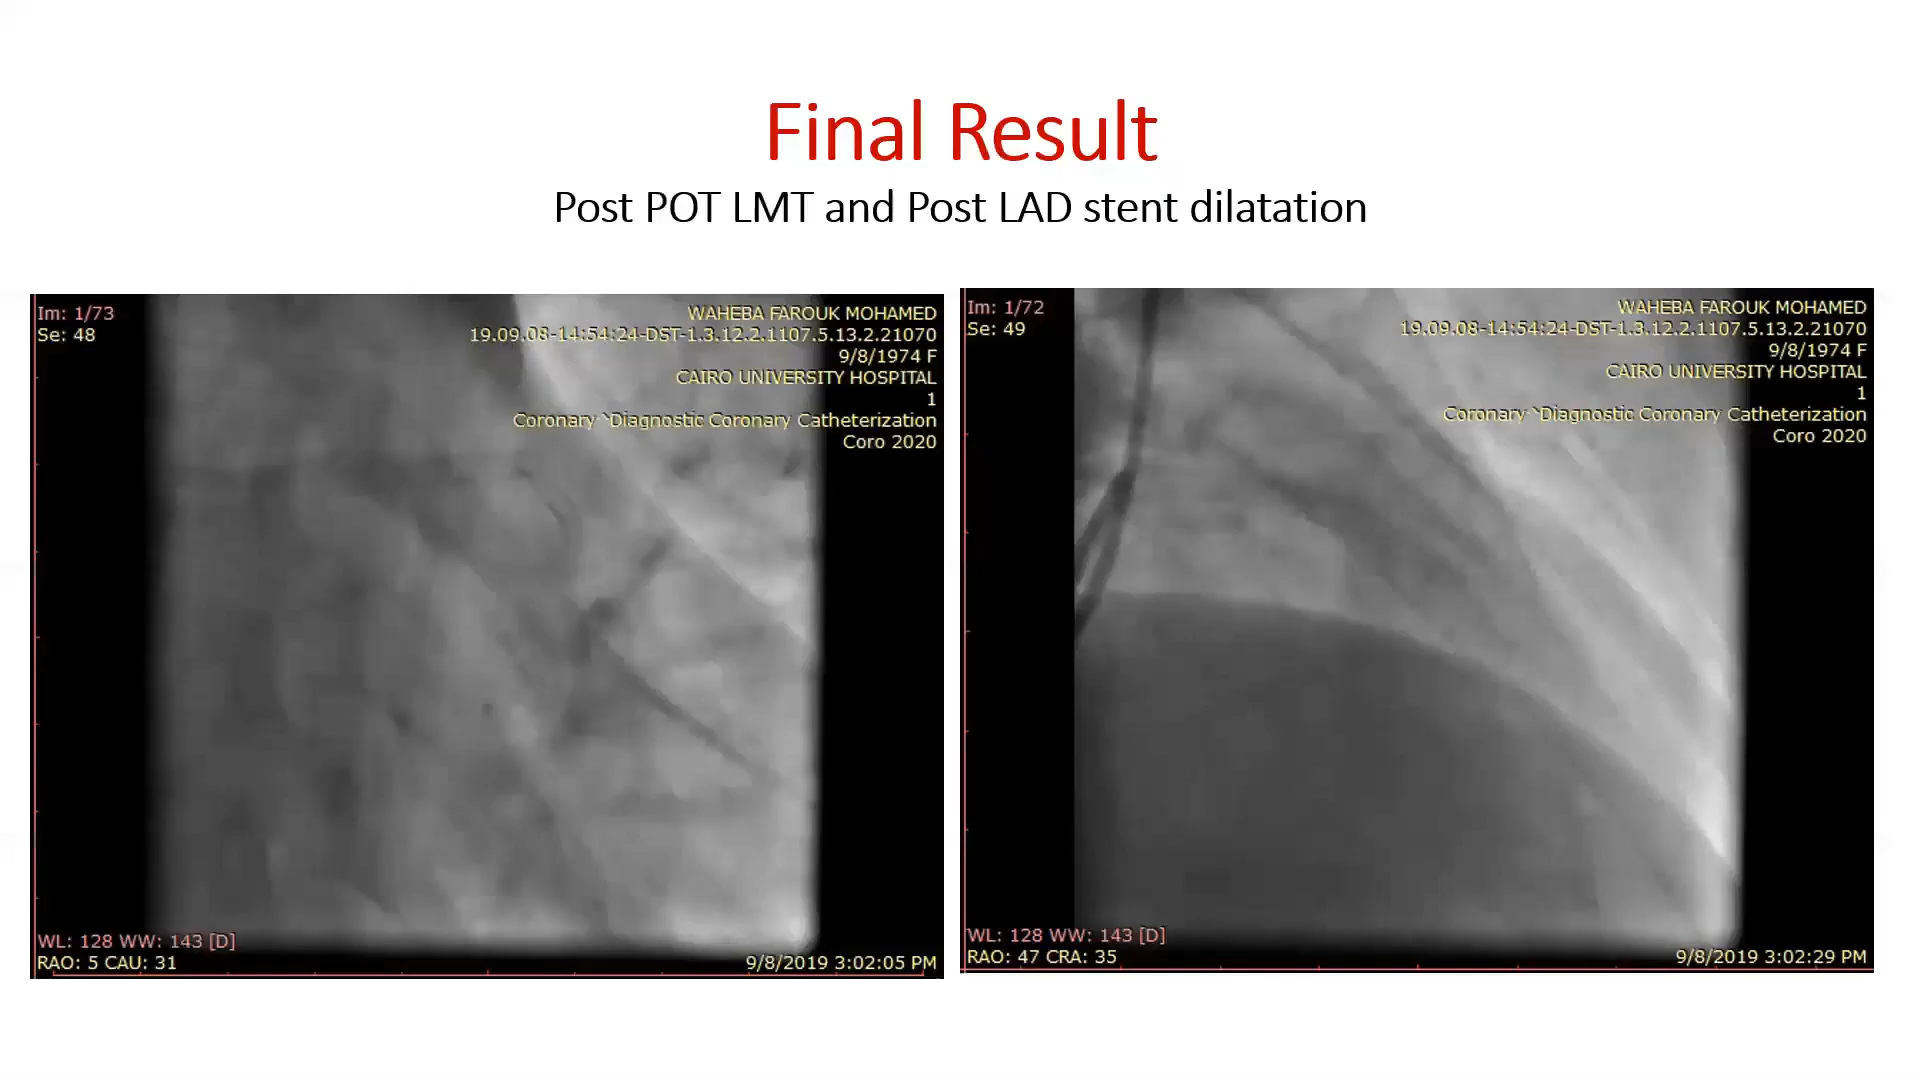 Final Result
Post POT LMT and Post LAD stent dilatation
Im: 1/73
Se: 48
WAHEBA FAROUK MOHAMED
19.09.08-14:54:24-DST-1.3.12.2.1107.5.13.2.21070
9/8/1974 F
CAIRO UNIVERSITY HOSPITAL
1
Coronary^`Diagnostic Coronary Catheterization
Coro 2020
WL: 128 WW: 143 [D]
RAO: 5 CAU: 31
9/8/2019 3:02:05 PM
Im: 1/72
Se: 49
WAHEBA FAROUK MOHAMED
19.09.08-14:54:24-DST-1.3.12.2.1107.5.13.2.21070
9/8/1974 F
CAIRO UNIVERSITY HOSPITAL
1
Coronary^`Diagnostic Coronary Catheterization
Coro 2020
WL: 128 WW: 143 [D]
RAO: 47 CRA: 35
9/8/2019 3:02:29 PM